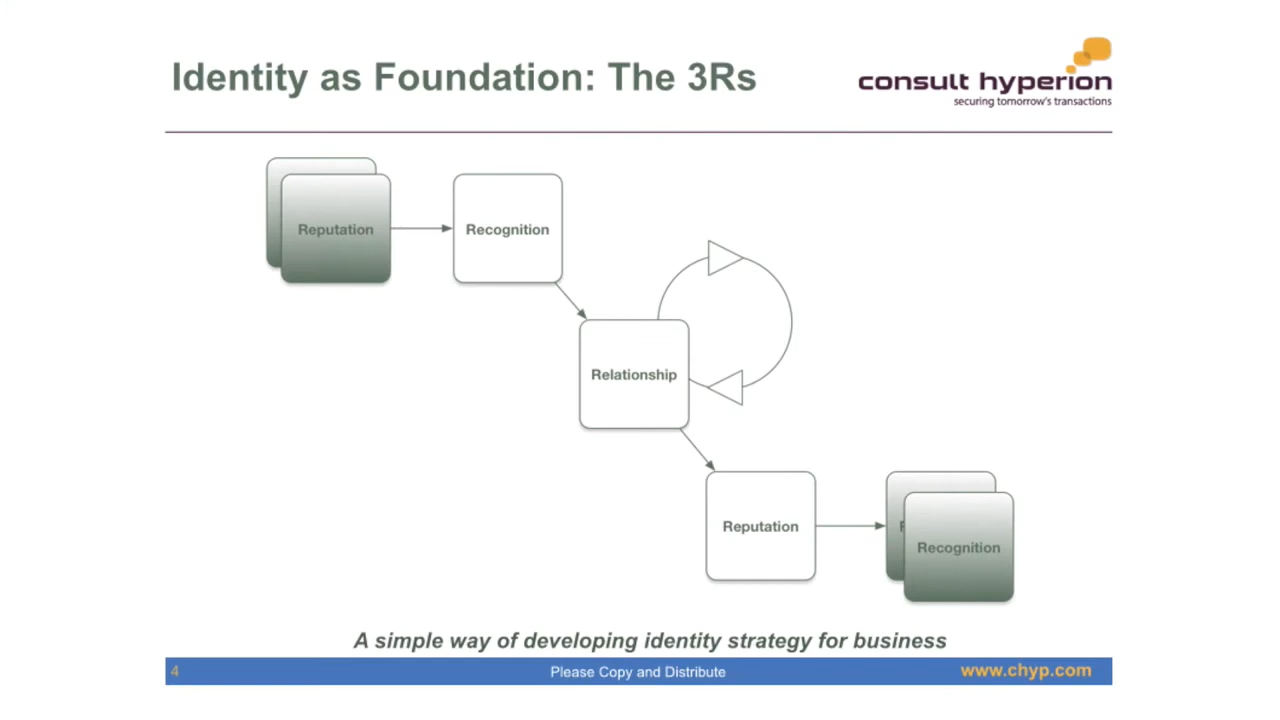 Identity as Foundation: The 3Rs
consult hyperion
securing tomorrow's transactions
Reputation
Recognition
Relationship
Reputation
Recognition
A simple way of developing identity strategy for business
4
Please Copy and Distribute
www.chyp.com